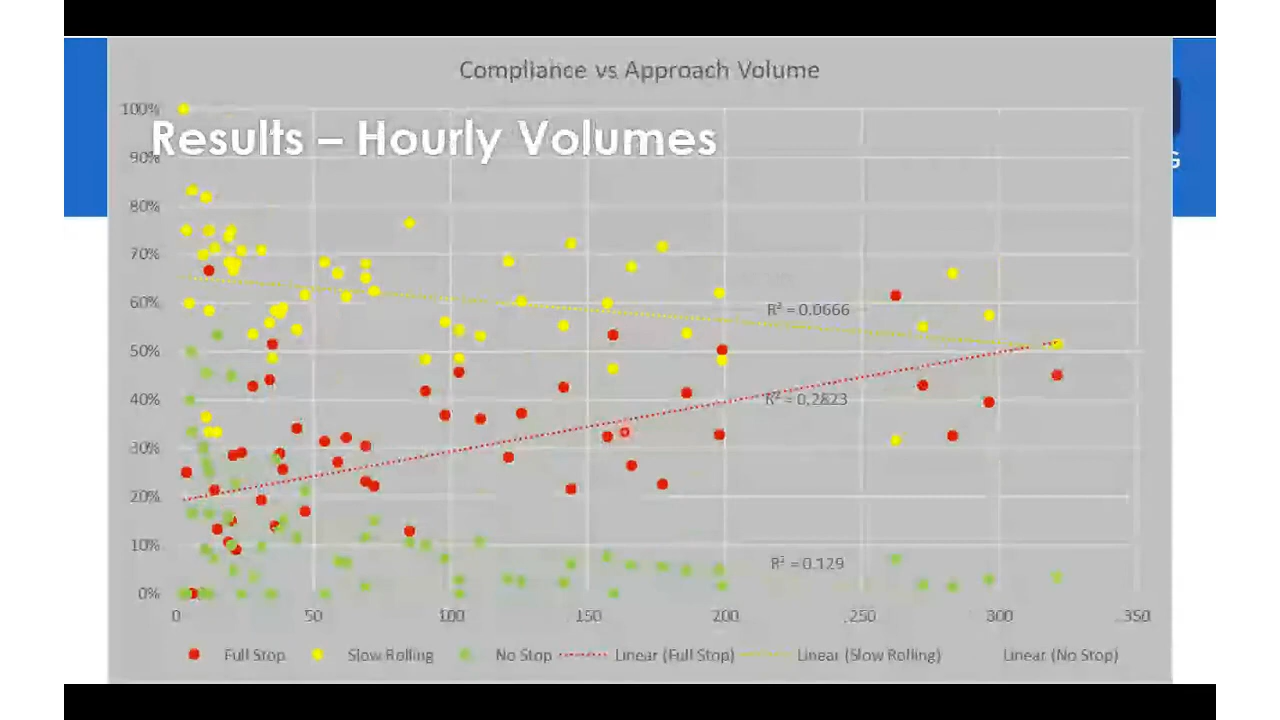 Compliance vs Approach Volume
Results – Hourly Volumes
G
100%
90%
80%
70%
60%
50%
40%
30%
20%
10%
0%
R² = 0.0666
R² = 0.2823
R² = 0.129
0 50 100 150 200 250 300 350
Full Stop Slow Rolling No Stop Linear (Full Stop) Linear (Slow Rolling) Linear (No Stop)